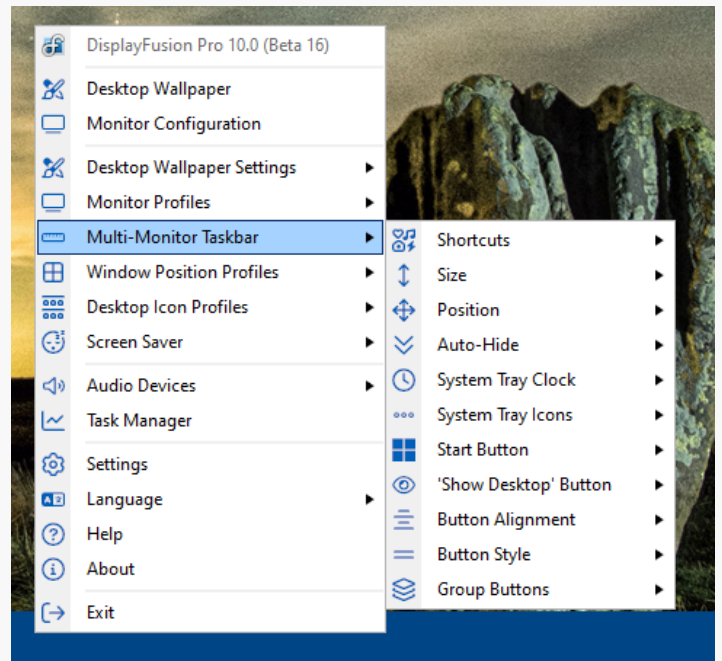 DisplayFusion Pro 10.0 (Beta 16)
Desktop Wallpaper
Monitor Configuration
Desktop Wallpaper Settings
Monitor Profiles
Multi-Monitor Taskbar
Window Position Profiles
Desktop Icon Profiles
Screen Saver
Audio Devices
Task Manager
Settings
Language
Help
About
Exit
Shortcuts
Size
Position
Auto-Hide
System Tray Clock
System Tray Icons
Start Button
'Show Desktop' Button
Button Alignment
Button Style
Group Buttons